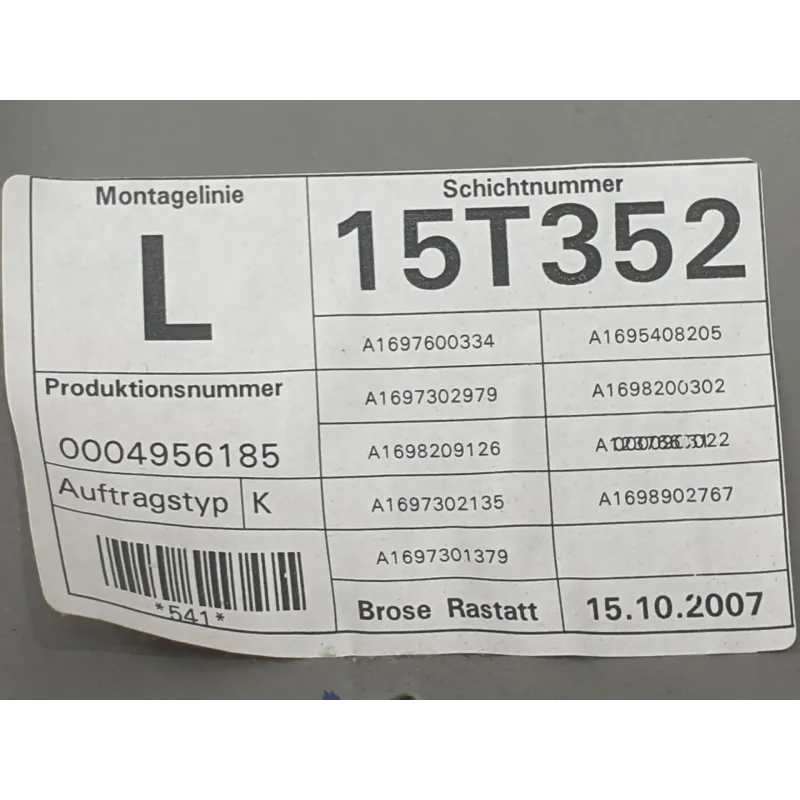 Montagelinie
L
Schichtnummer
15T352
A1697600334 A1695408205
A1697302979 A1698200302
Produktionsnummer
0004956185
A1698209126
Auftragstyp K
A1697302135 A1698902767
A1697301379
*541*
Brose Rastatt 15.10.2007